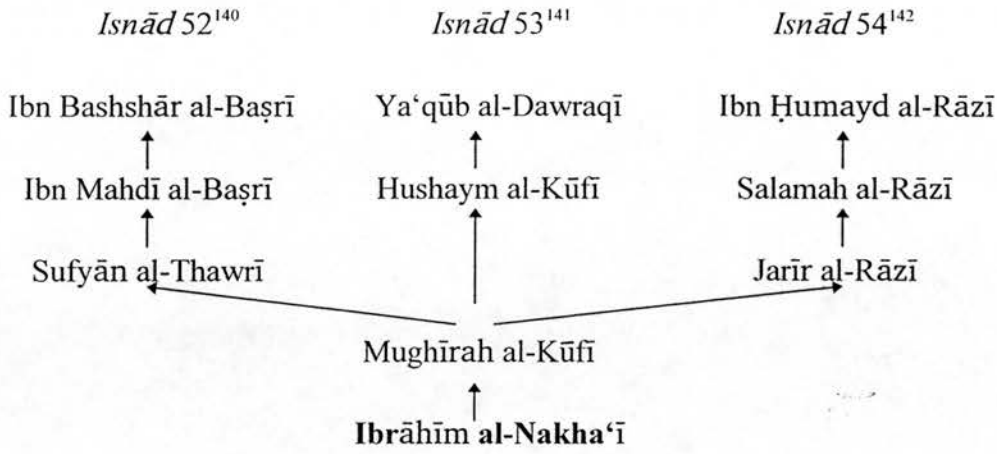 Isnād 52¹⁴⁰ Isnād 53¹⁴¹ Isnād 54¹⁴²
Ibn Bashshār al-Baṣrī Ya‘qūb al-Dawraqī Ibn Ḥumayd al-Rāzī
Ibn Mahdī al-Baṣrī Hushaym al-Kūfī Salamah al-Rāzī
Sufyān al-Thawrī Jarīr al-Rāzī
Mughīrah al-Kūfī
Ibrāhīm al-Nakha‘ī